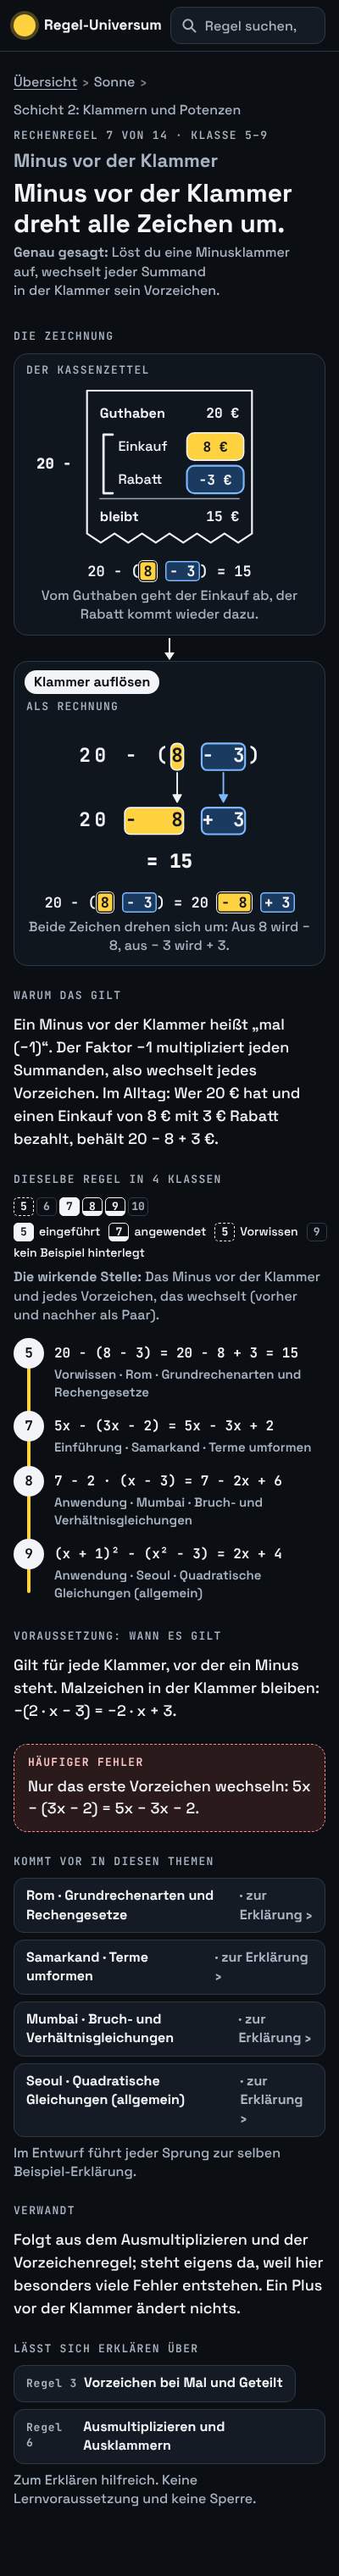 Regel-Universum
Regel suchen,
Übersicht > Sonne >
Schicht 2: Klammern und Potenzen
RECHENREGEL 7 VON 14 · KLASSE 5–9
Minus vor der Klammer
Minus vor der Klammer
dreht alle Zeichen um.
Genau gesagt: Löst du eine Minusklammer
auf, wechselt jeder Summand
in der Klammer sein Vorzeichen.
DIE ZEICHNUNG
DER KASSENZETTEL
Guthaben 20 €
20 -
Einkauf 8 €
Rabatt -3 €
bleibt 15 €
20 - (8 - 3) = 15
Vom Guthaben geht der Einkauf ab, der
Rabatt kommt wieder dazu.
Klammer auflösen
ALS RECHNUNG
20 - (8 - 3)
20 - 8 + 3
= 15
20 - (8 - 3) = 20 - 8 + 3
Beide Zeichen drehen sich um: Aus 8 wird −
8, aus − 3 wird + 3.
WARUM DAS GILT
Ein Minus vor der Klammer heißt „mal
(−1)“. Der Faktor −1 multipliziert jeden
Summanden, also wechselt jedes
Vorzeichen. Im Alltag: Wer 20 € hat und
einen Einkauf von 8 € mit 3 € Rabatt
bezahlt, behält 20 − 8 + 3 €.
DIESELBE REGEL IN 4 KLASSEN
5 6 7 8 9 10
5 eingeführt 7 angewendet 5 Vorwissen 9
kein Beispiel hinterlegt
Die wirkende Stelle: Das Minus vor der Klammer
und jedes Vorzeichen, das wechselt (vorher
und nachher als Paar).
5 20 - (8 - 3) = 20 - 8 + 3 = 15
Vorwissen · Rom · Grundrechenarten und
Rechengesetze
7 5x - (3x - 2) = 5x - 3x + 2
Einführung · Samarkand · Terme umformen
8 7 - 2 · (x - 3) = 7 - 2x + 6
Anwendung · Mumbai · Bruch- und
Verhältnisgleichungen
9 (x + 1)² - (x² - 3) = 2x + 4
Anwendung · Seoul · Quadratische
Gleichungen (allgemein)
VORAUSSETZUNG: WANN ES GILT
Gilt für jede Klammer, vor der ein Minus
steht. Malzeichen in der Klammer bleiben:
−(2 · x − 3) = −2 · x + 3.
HÄUFIGER FEHLER
Nur das erste Vorzeichen wechseln: 5x
− (3x − 2) = 5x − 3x − 2.
KOMMT VOR IN DIESEN THEMEN
Rom · Grundrechenarten und
Rechengesetze
· zur
Erklärung >
Samarkand · Terme
umformen
· zur Erklärung
>
Mumbai · Bruch- und
Verhältnisgleichungen
· zur
Erklärung >
Seoul · Quadratische
Gleichungen (allgemein)
· zur
Erklärung
>
Im Entwurf führt jeder Sprung zur selben
Beispiel-Erklärung.
VERWANDT
Folgt aus dem Ausmultiplizieren und der
Vorzeichenregel; steht eigens da, weil hier
besonders viele Fehler entstehen. Ein Plus
vor der Klammer ändert nichts.
LÄSST SICH ERKLÄREN ÜBER
Regel 3 Vorzeichen bei Mal und Geteilt
Regel
6
Ausmultiplizieren und
Ausklammern
Zum Erklären hilfreich. Keine
Lernvoraussetzung und keine Sperre.